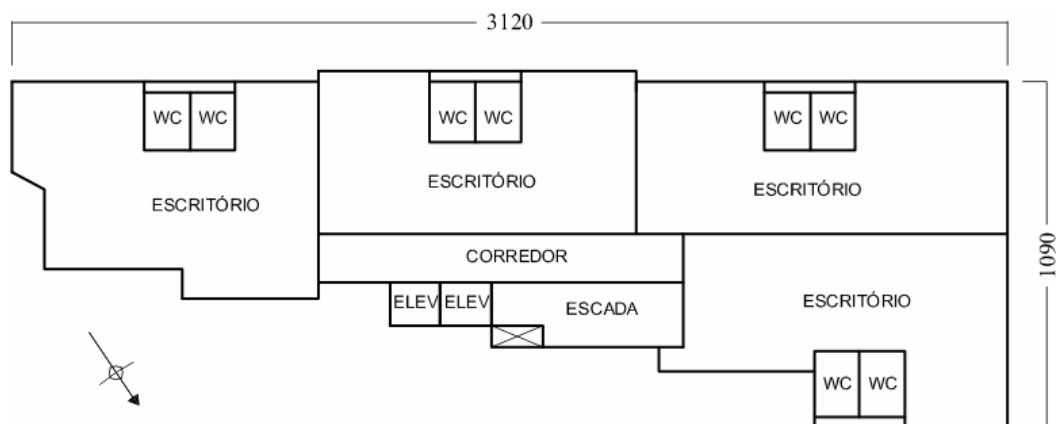 3120
WC WC
WC WC
WC WC
ESCRITÓRIO
ESCRITÓRIO
ESCRITÓRIO
CORREDOR
1090
ELEV ELEV
ESCADA
ESCRITÓRIO
WC WC